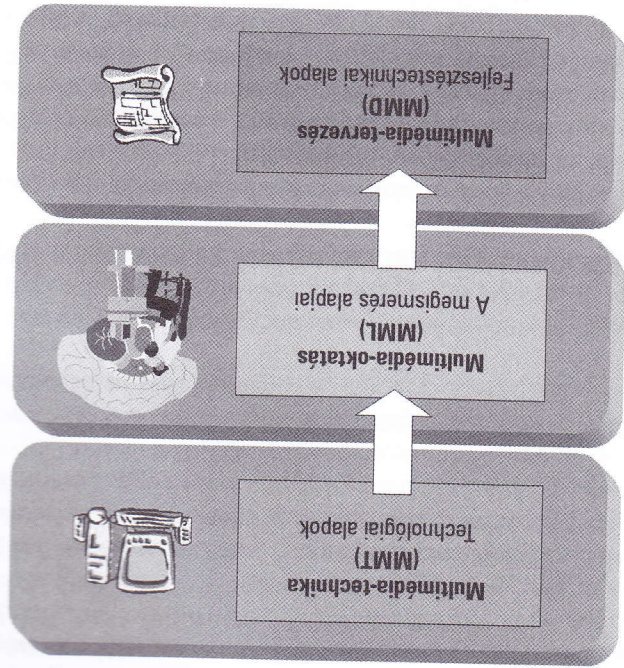 Multimédia-technika
(MMT)
Technológiai alapok
Multimédia-oktatás
(MML)
A megismerés alapjai
Multimédia-tervezés
(MMD)
Fejlesztéstechnikai alapok